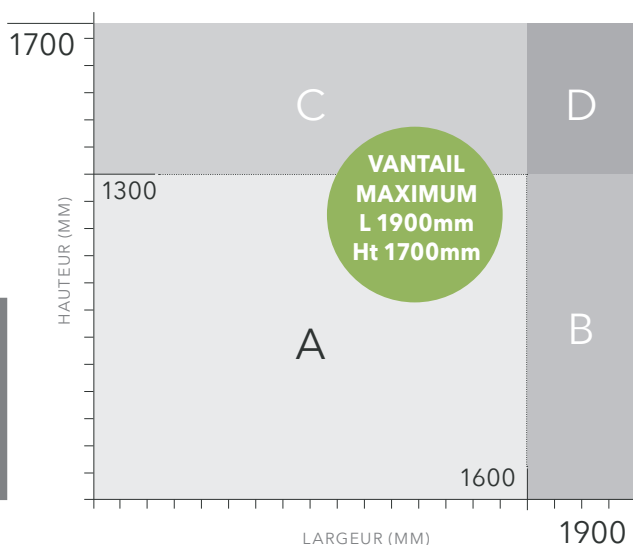 1700
C
D
1300
VANTAIL
MAXIMUM
L 1900mm
Ht 1700mm
HAUTEUR (MM)
A
B
1600
LARGEUR (MM)
1900